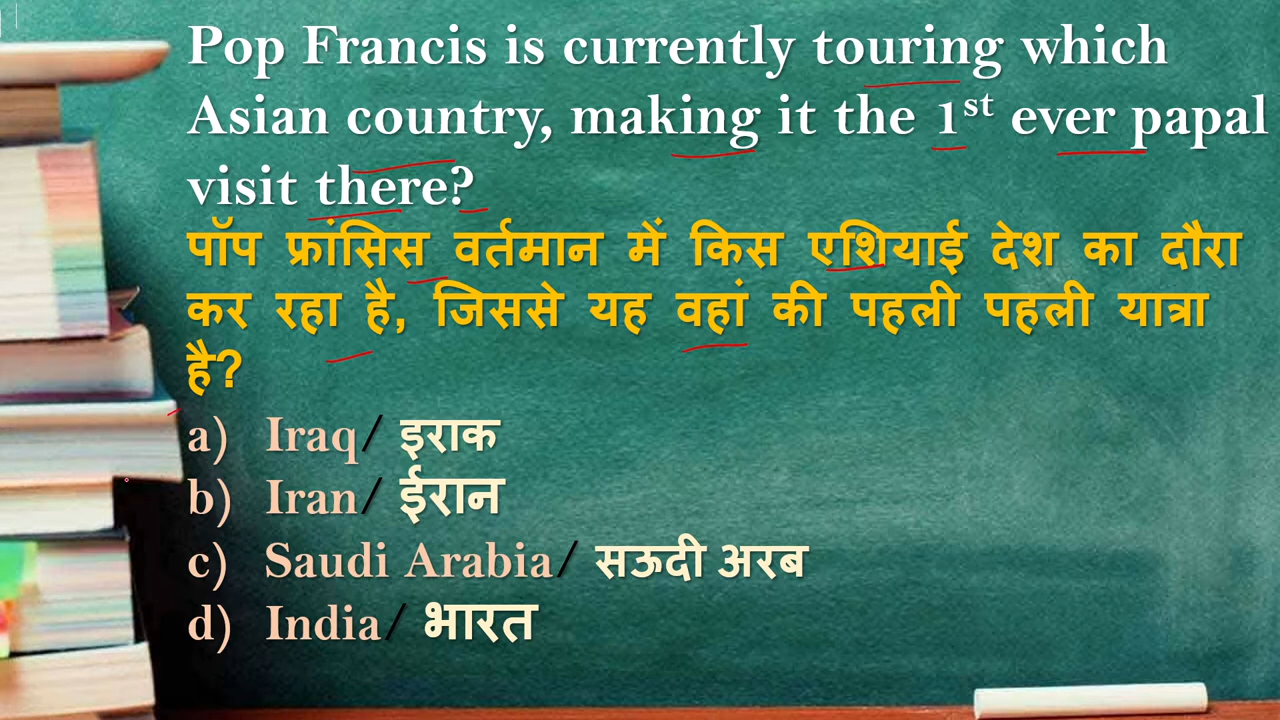 Pop Francis is currently touring which
Asian country, making it the 1st ever papal
visit there?
पॉप फ्रांसिस वर्तमान में किस एशियाई देश का दौरा
कर रहा है, जिससे यह वहां की पहली पहली यात्रा
है?
a) Iraq/ इराक
b) Iran/ ईरान
c) Saudi Arabia/ सऊदी अरब
d) India/ भारत